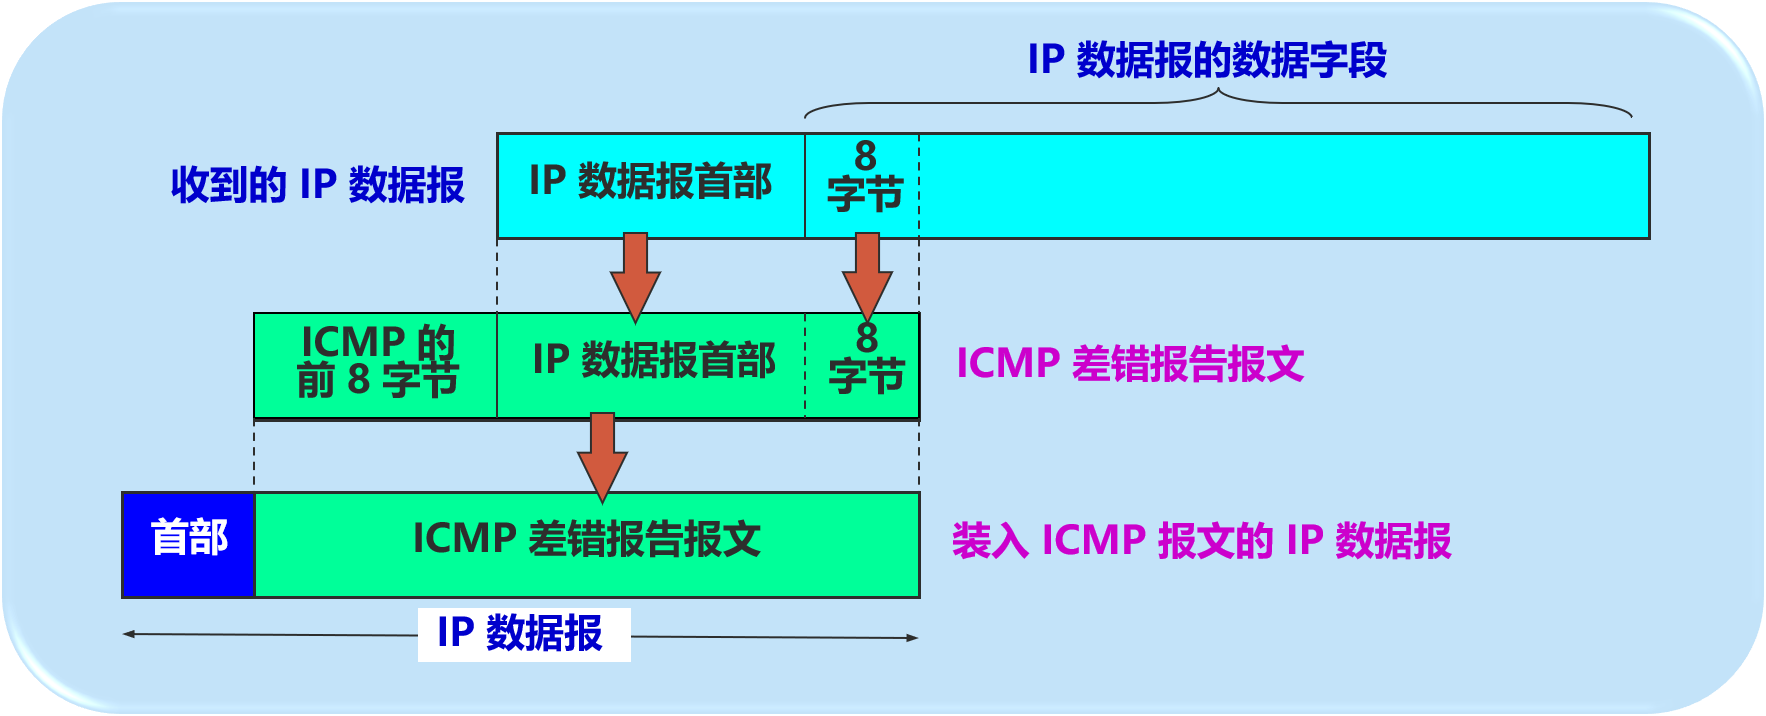 IP 数据报的数据字段
收到的 IP 数据报
IP 数据报首部
8
字节
ICMP 的
前 8 字节
IP 数据报首部
8
字节
ICMP 差错报告报文
首部
ICMP 差错报告报文
装入 ICMP 报文的 IP 数据报
IP 数据报